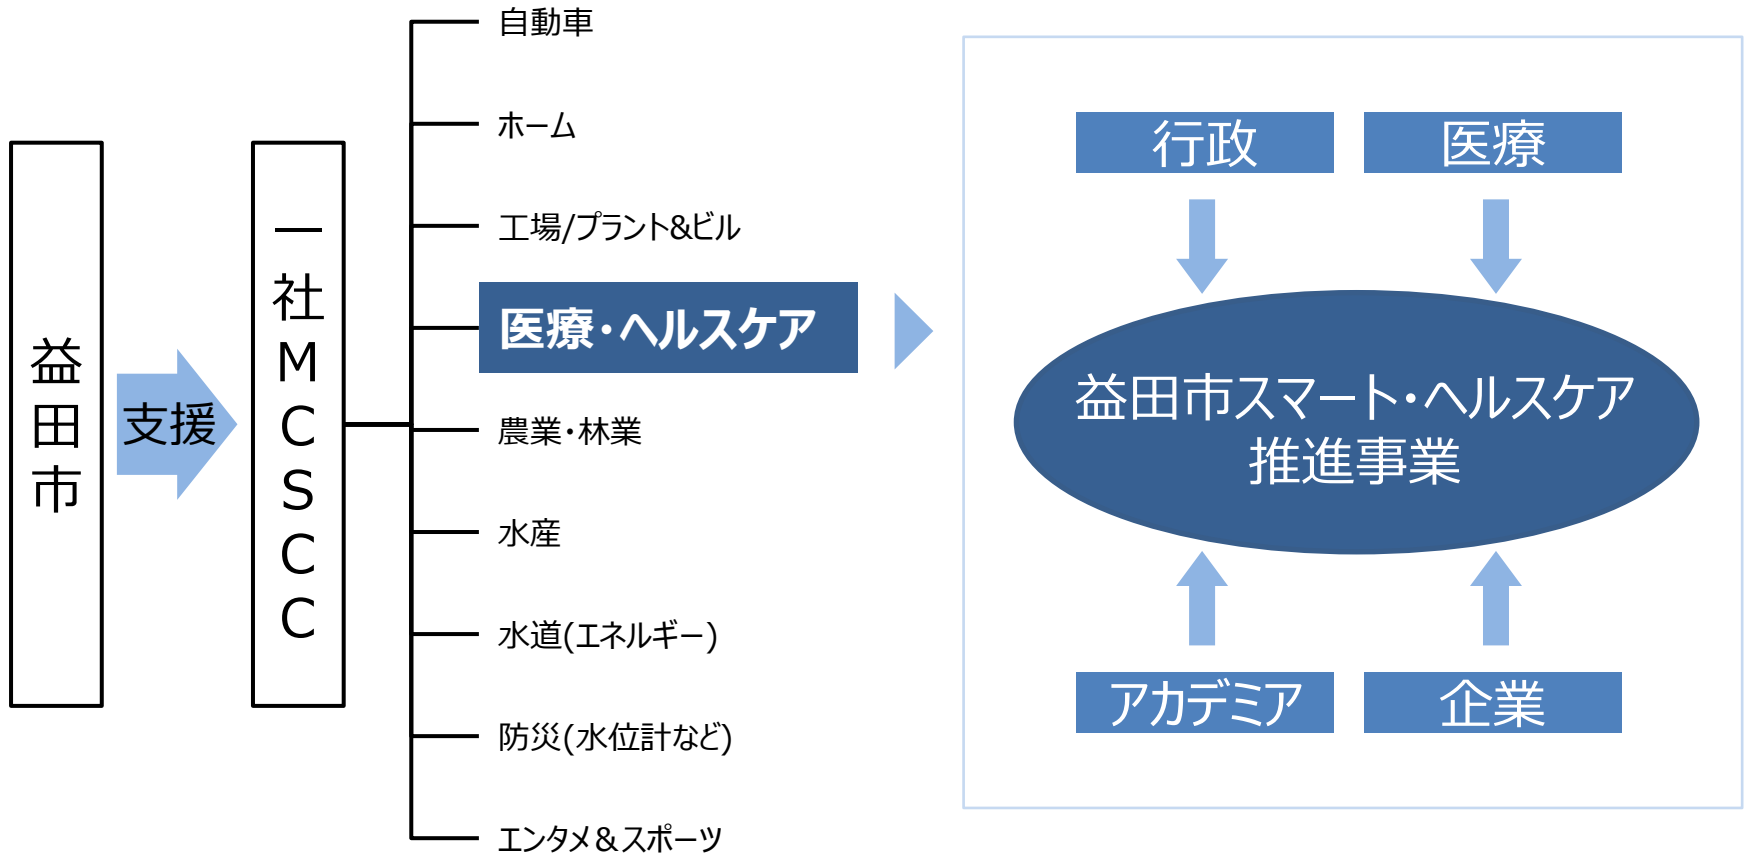 益田市
支援
一社MCSCC
自動車
ホーム
工場/プラント&ビル
医療・ヘルスケア
農業・林業
水産
水道(エネルギー)
防災(水位計など)
エンタメ&スポーツ
行政
医療
益田市スマート・ヘルスケア
推進事業
アカデミア
企業